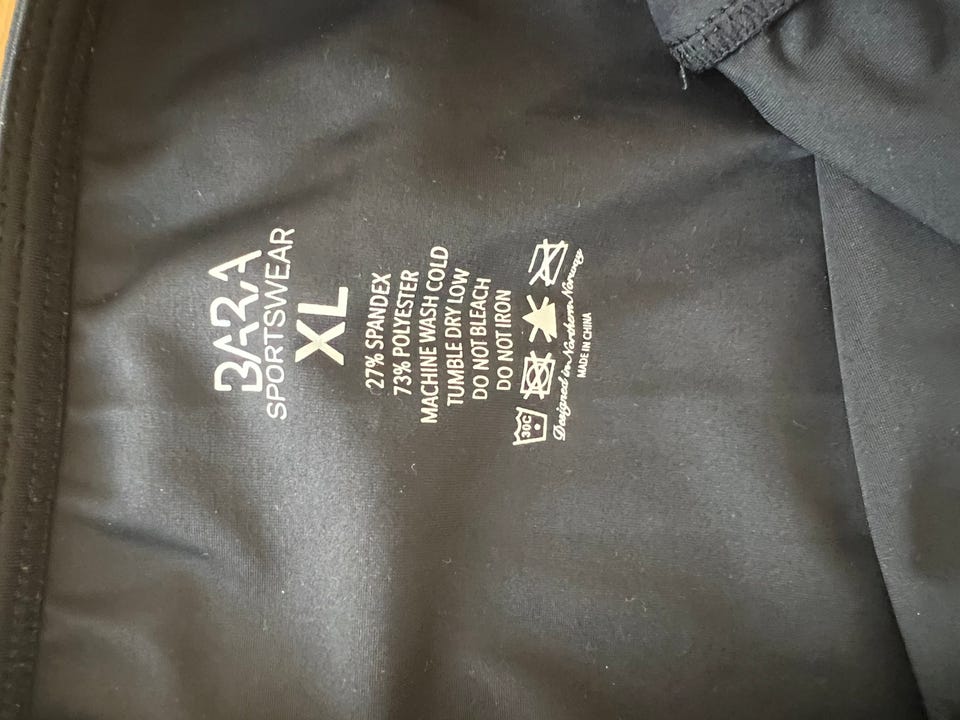 BARA
SPORTSWEAR
XL
27% SPANDEX
73% POLYESTER
MACHINE WASH COLD
TUMBLE DRY LOW
DO NOT BLEACH
DO NOT IRON
30C
Designed in Northern Norway
MADE IN CHINA